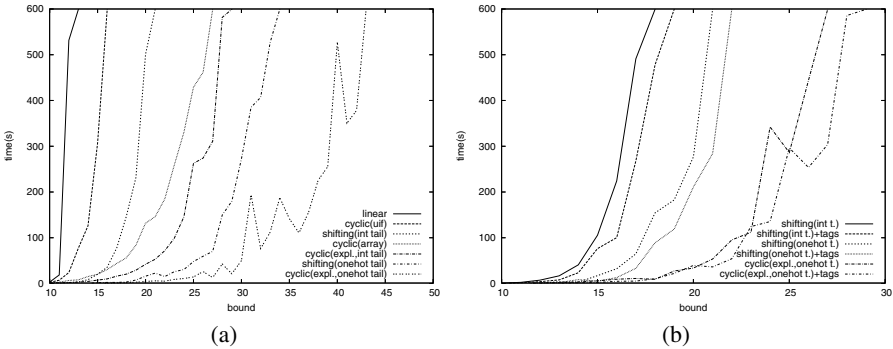 600
500
400
300
200
100
0
time(s)
10
15
20
25
30
35
40
45
50
bound
linear
cyclic(uif)
shifting(int tail)
cyclic(array)
cyclic(expl.,int tail)
shifting(onehot tail)
cyclic(expl.,onehot tail)
(a)
600
500
400
300
200
100
0
time(s)
10
15
20
25
30
bound
shifting(int t.)
shifting(int t.)+tags
shifting(onehot t.)
shifting(onehot t.)+tags
cyclic(expl.,onehot t.)
cyclic(expl.,onehot t.)+tags
(b)